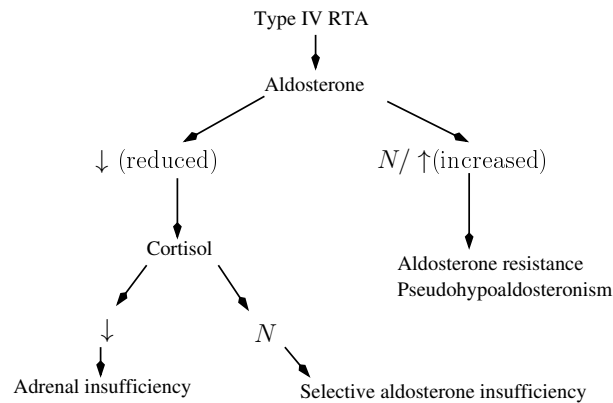 Type IV RTA
Aldosterone
↓ (reduced)
N/ ↑(increased)
Cortisol
Aldosterone resistance
Pseudohypoaldosteronism
↓
N
Adrenal insufficiency
Selective aldosterone insufficiency